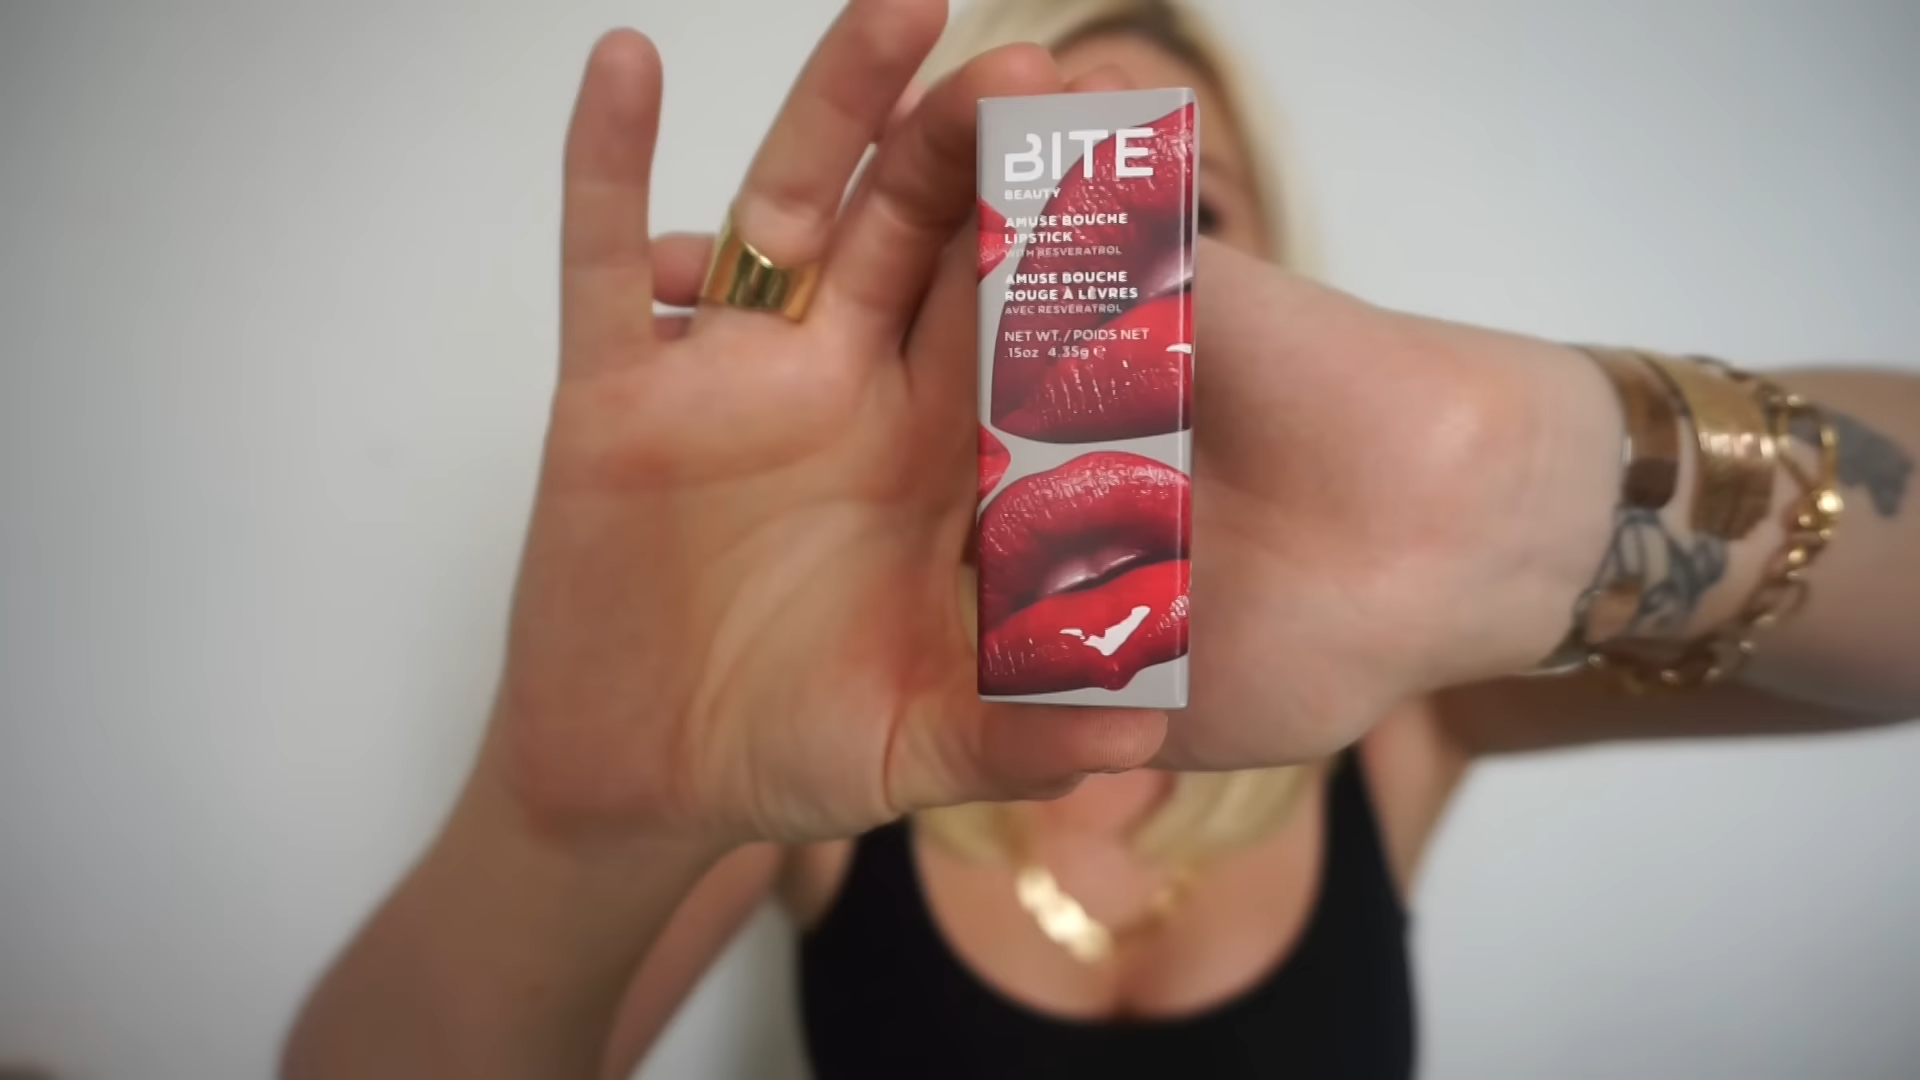 BITE
BEAUTY
AMUSE BOUCHE
LIPSTICK
WITH RESVERATROL
AMUSE BOUCHE
ROUGE À LÈVRES
AVEC RESVÉRATROL
NET WT. / POIDS NET
.15oz 4.35g ℮